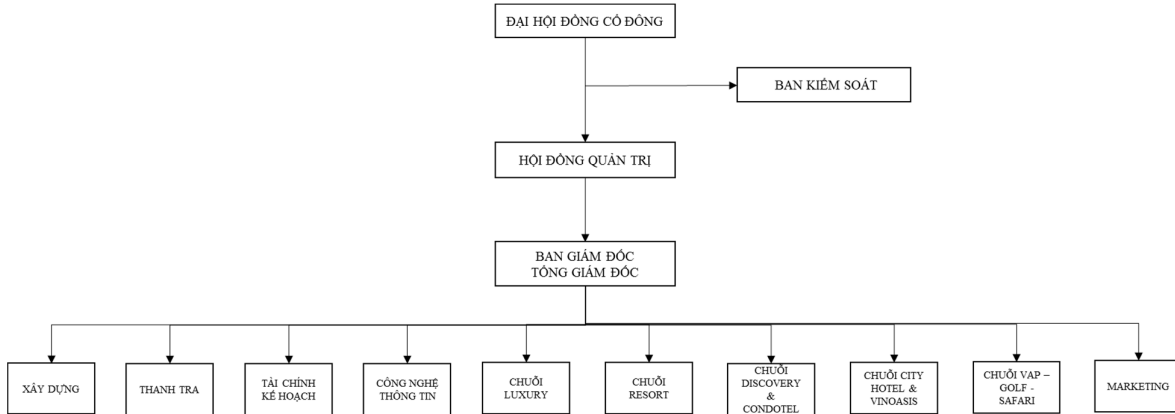 ĐẠI HỘI ĐỒNG CỔ ĐÔNG
BAN KIỂM SOÁT
HỘI ĐỒNG QUẢN TRỊ
BAN GIÁM ĐỐC
TỔNG GIÁM ĐỐC
XÂY DỰNG
THANH TRA
TÀI CHÍNH
KẾ HOẠCH
CÔNG NGHỆ
THÔNG TIN
CHUỖI
LUXURY
CHUỖI
RESORT
CHUỖI
DISCOVERY
&
CONDOTEL
CHUỖI CITY
HOTEL &
VINOASIS
CHUỖI VAP –
GOLF -
SAFARI
MARKETING